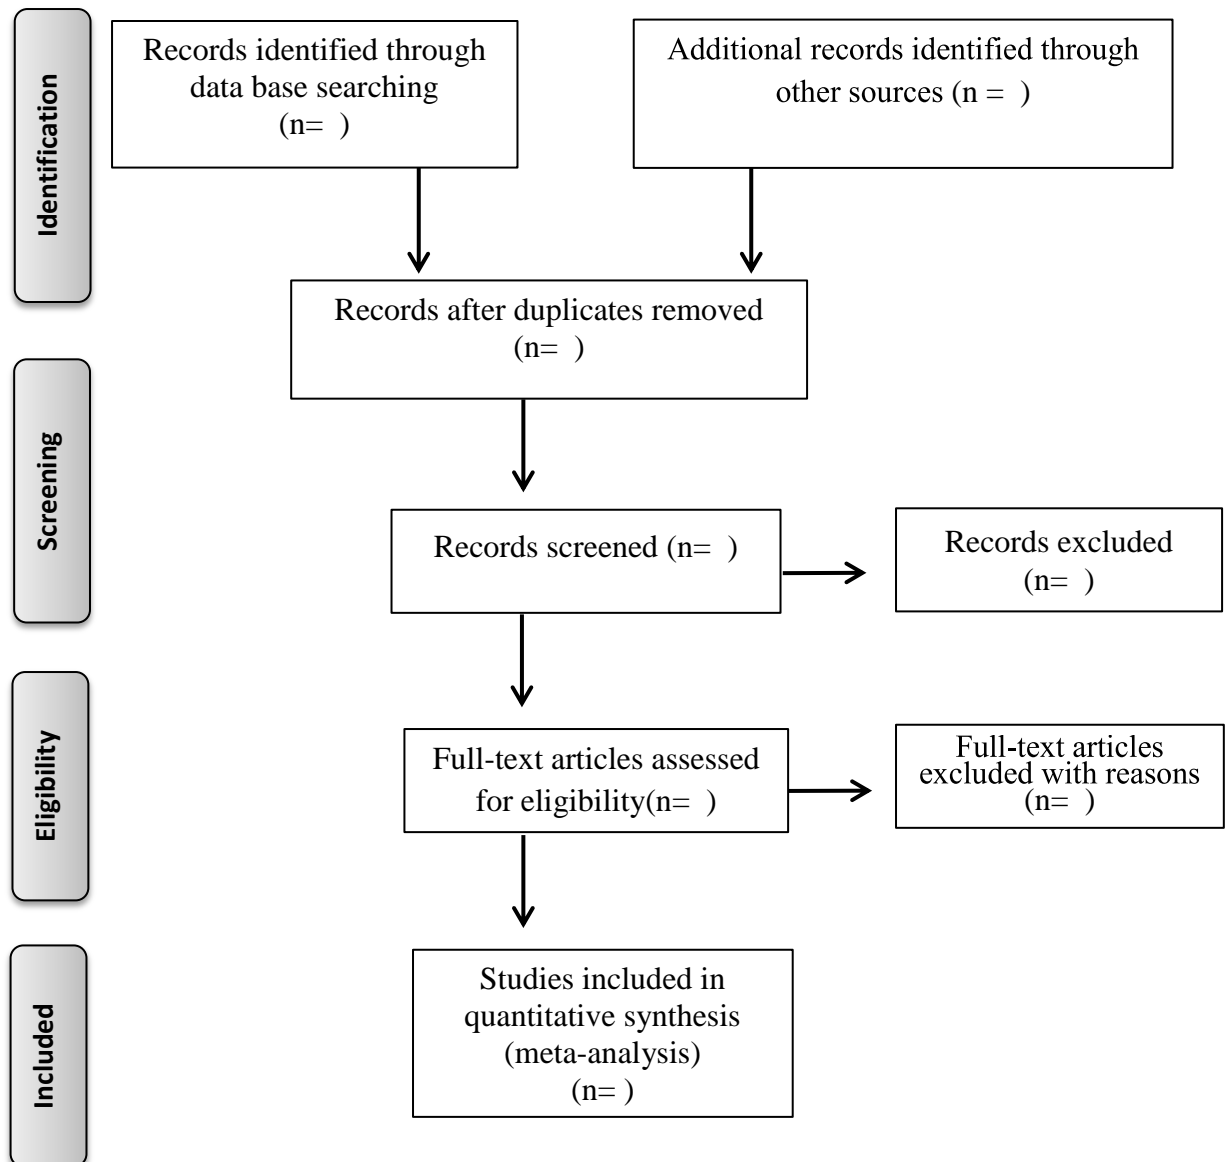 Identification
Records identified through
data base searching
(n=  )
Additional records identified through
other sources (n =  )
Records after duplicates removed
(n=  )
Screening
Records screened (n=  )
Records excluded
(n=  )
Eligibility
Full-text articles assessed
for eligibility(n=  )
Full-text articles
excluded with reasons
(n=  )
Included
Studies included in
quantitative synthesis
(meta-analysis)
(n= )